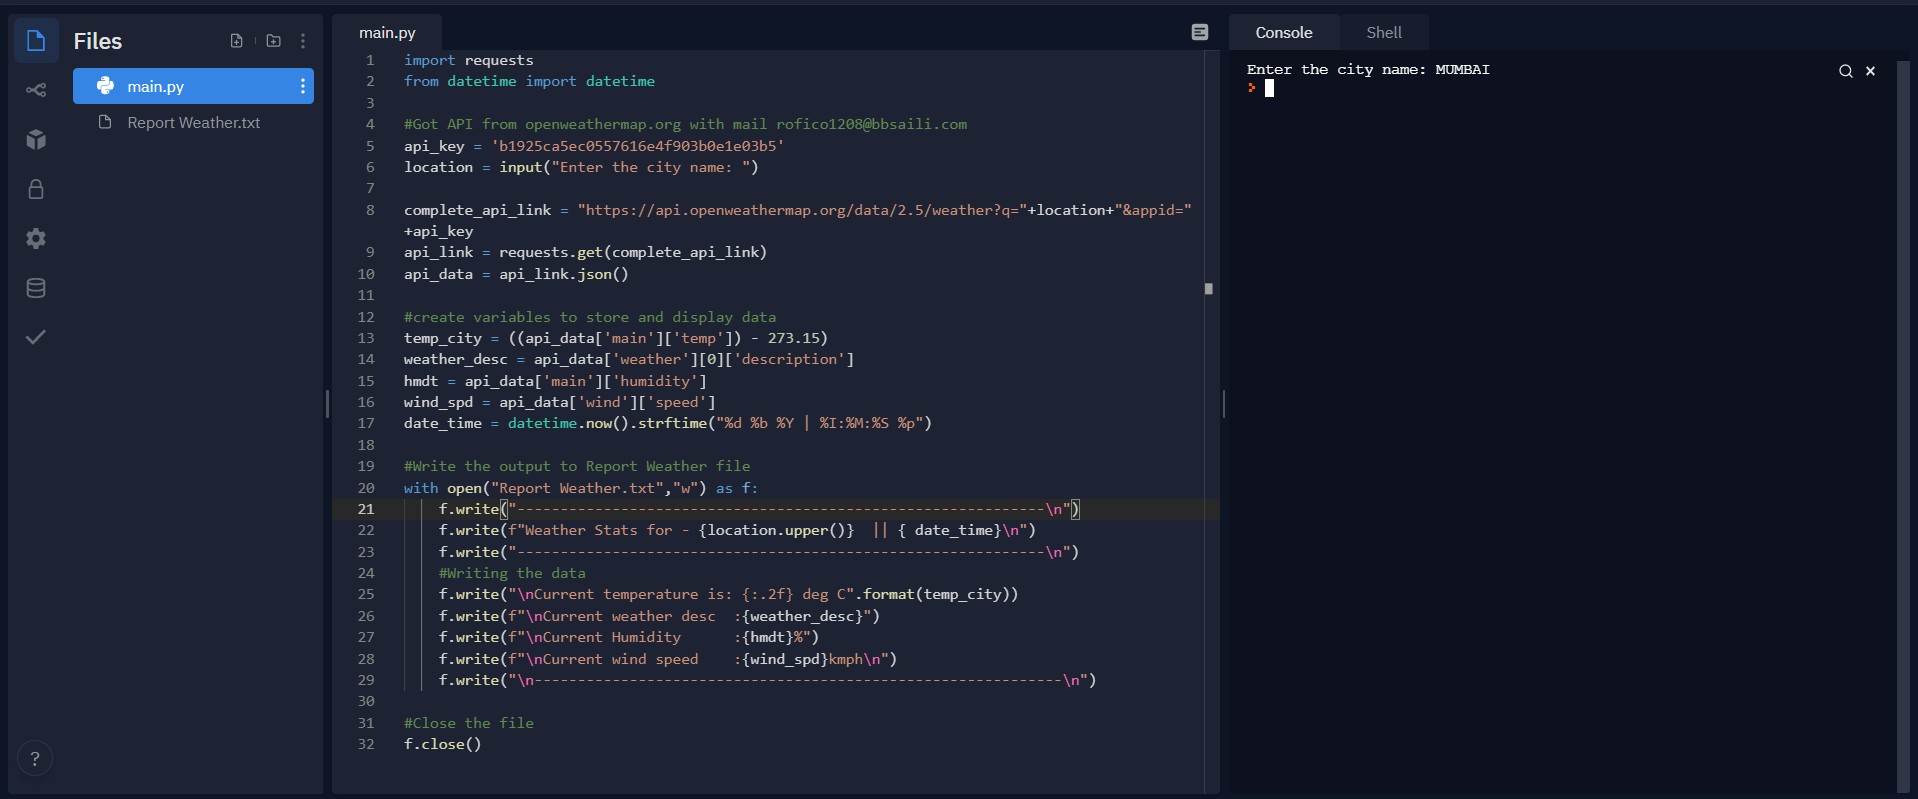 Files
main.py
Report Weather.txt
?
main.py
1 import requests
2 from datetime import datetime
3
4 #Got API from openweathermap.org with mail rofico1208@bbsaili.com
5 api_key = 'b1925ca5ec0557616e4f903b0e1e03b5'
6 location = input("Enter the city name: ")
7
8 complete_api_link = "https://api.openweathermap.org/data/2.5/weather?q="+location+"&appid="
+api_key
9 api_link = requests.get(complete_api_link)
10 api_data = api_link.json()
11
12 #create variables to store and display data
13 temp_city = ((api_data['main']['temp']) - 273.15)
14 weather_desc = api_data['weather'][0]['description']
15 hmdt = api_data['main']['humidity']
16 wind_spd = api_data['wind']['speed']
17 date_time = datetime.now().strftime("%d %b %Y | %I:%M:%S %p")
18
19 #Write the output to Report Weather file
20 with open("Report Weather.txt","w") as f:
21     f.write("-------------------------------------------------------------\n")
22     f.write(f"Weather Stats for - {location.upper()}  || { date_time}\n")
23     f.write("-------------------------------------------------------------\n")
24     #Writing the data
25     f.write("\nCurrent temperature is: {:.2f} deg C".format(temp_city))
26     f.write(f"\nCurrent weather desc  :{weather_desc}")
27     f.write(f"\nCurrent Humidity      :{hmdt}%")
28     f.write(f"\nCurrent wind speed    :{wind_spd}kmph\n")
29     f.write("\n-------------------------------------------------------------\n")
30
31 #Close the file
32 f.close()
Console
Shell
Enter the city name: MUMBAI